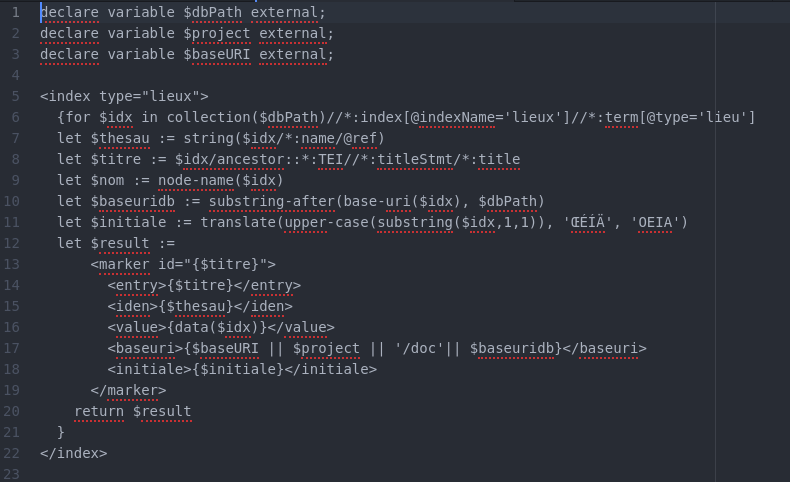 1 declare variable $dbPath external;
2 declare variable $project external;
3 declare variable $baseURI external;
4
5 <index type="lieux">
6   {for $idx in collection($dbPath)//*:index[@indexName='lieux']//*:term[@type='lieu']
7   let $thesau := string($idx/*:name/@ref)
8   let $titre := $idx/ancestor::*:TEI//*:titleStmt/*:title
9   let $nom := node-name($idx)
10   let $baseuridb := substring-after(base-uri($idx), $dbPath)
11   let $initiale := translate(upper-case(substring($idx,1,1)), 'ŒÉÍÄ', 'OEIA')
12   let $result :=
13       <marker id="{$titre}">
14         <entry>{$titre}</entry>
15         <iden>{$thesau}</iden>
16         <value>{data($idx)}</value>
17         <baseuri>{$baseURI || $project || '/doc'|| $baseuridb}</baseuri>
18         <initiale>{$initiale}</initiale>
19       </marker>
20     return $result
21   }
22 </index>
23